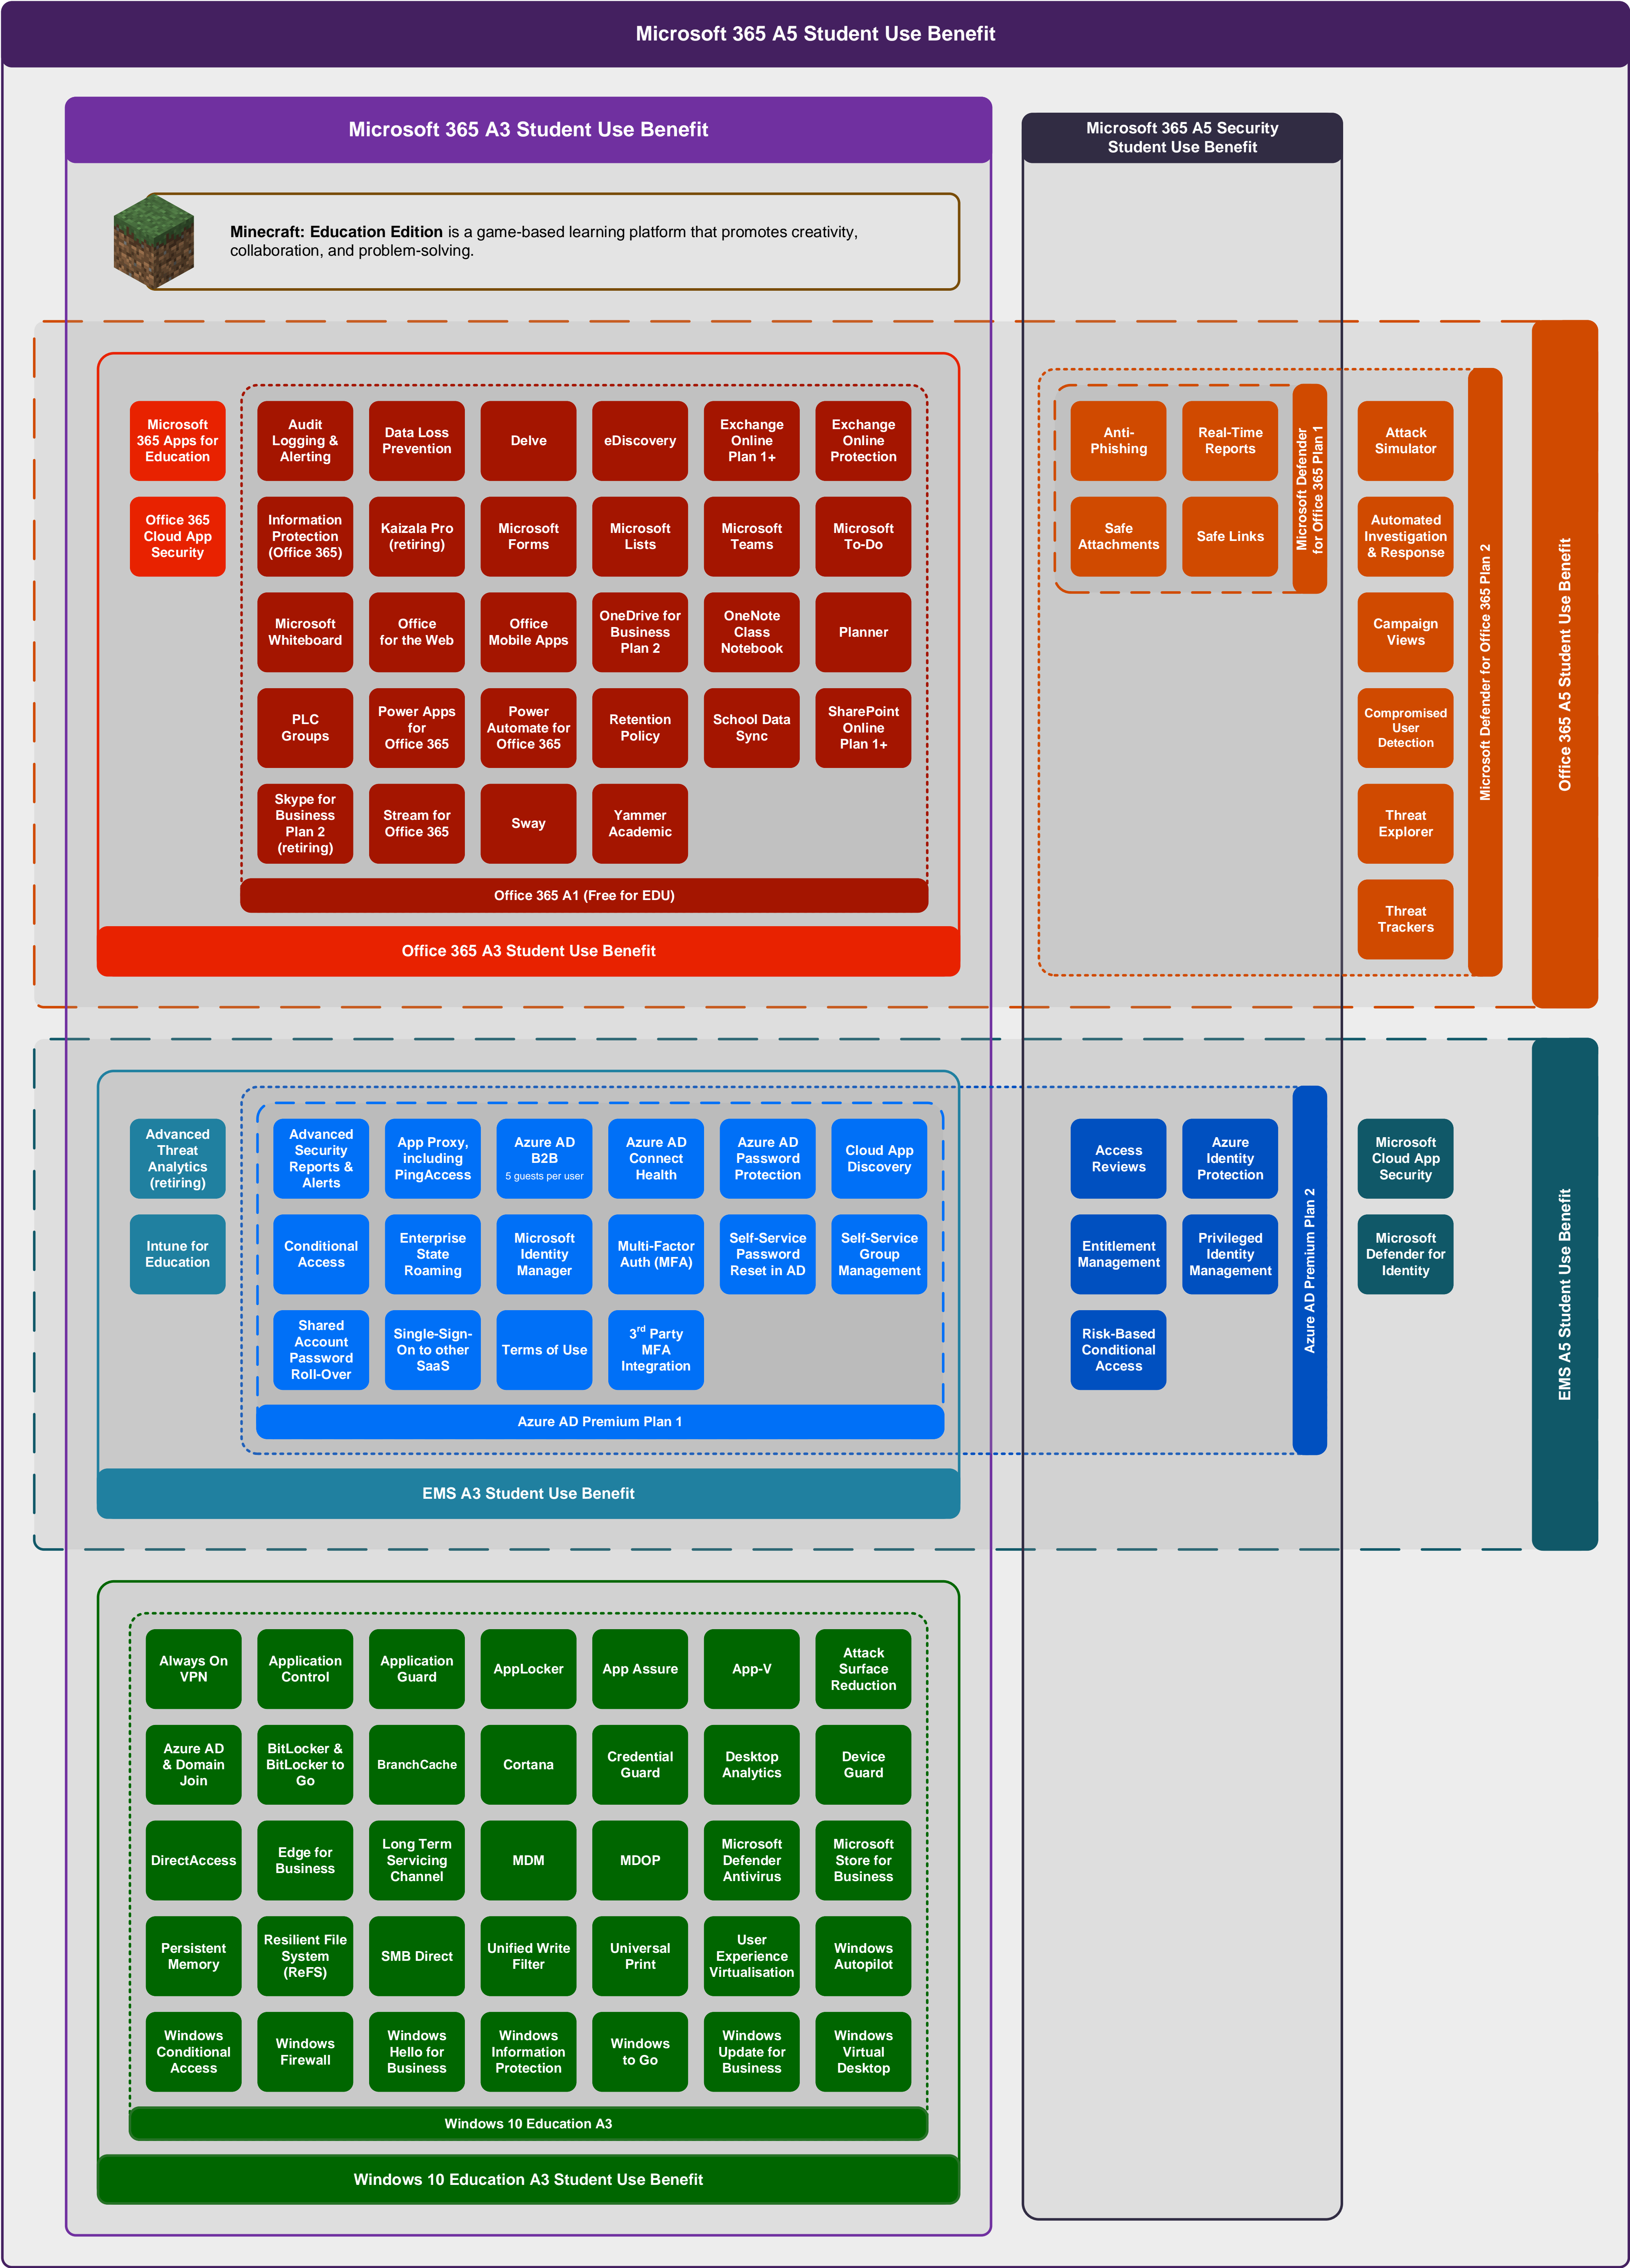 Microsoft 365 A5 Student Use Benefit
Microsoft 365 A3 Student Use Benefit
Microsoft 365 A5 Security
Student Use Benefit
Minecraft: Education Edition is a game-based learning platform that promotes creativity,
collaboration, and problem-solving.
Microsoft
365 Apps for
Education
Audit
Logging &
Alerting
Data Loss
Prevention
Delve
eDiscovery
Exchange
Online
Plan 1+
Exchange
Online
Protection
Office 365
Cloud App
Security
Information
Protection
(Office 365)
Kaizala Pro
(retiring)
Microsoft
Forms
Microsoft
Lists
Microsoft
Teams
Microsoft
To-Do
Microsoft
Whiteboard
Office
for the Web
Office
Mobile Apps
OneDrive for
Business
Plan 2
OneNote
Class
Notebook
Planner
PLC
Groups
Power Apps
for
Office 365
Power
Automate for
Office 365
Retention
Policy
School Data
Sync
SharePoint
Online
Plan 1+
Skype for
Business
Plan 2
(retiring)
Stream for
Office 365
Sway
Yammer
Academic
Office 365 A1 (Free for EDU)
Office 365 A3 Student Use Benefit
Anti-
Phishing
Real-Time
Reports
Safe
Attachments
Safe Links
Microsoft Defender
for Office 365 Plan 1
Attack
Simulator
Automated
Investigation
& Response
Campaign
Views
Compromised
User
Detection
Threat
Explorer
Threat
Trackers
Microsoft Defender for Office 365 Plan 2
Office 365 A5 Student Use Benefit
Advanced
Threat
Analytics
(retiring)
Advanced
Security
Reports &
Alerts
App Proxy,
including
PingAccess
Azure AD
B2B
5 guests per user
Azure AD
Connect
Health
Azure AD
Password
Protection
Cloud App
Discovery
Intune for
Education
Conditional
Access
Enterprise
State
Roaming
Microsoft
Identity
Manager
Multi-Factor
Auth (MFA)
Self-Service
Password
Reset in AD
Self-Service
Group
Management
Shared
Account
Password
Roll-Over
Single-Sign-
On to other
SaaS
Terms of Use
3rd Party
MFA
Integration
Azure AD Premium Plan 1
EMS A3 Student Use Benefit
Access
Reviews
Azure
Identity
Protection
Entitlement
Management
Privileged
Identity
Management
Risk-Based
Conditional
Access
Azure AD Premium Plan 2
Microsoft
Cloud App
Security
Microsoft
Defender for
Identity
EMS A5 Student Use Benefit
Always On
VPN
Application
Control
Application
Guard
AppLocker
App Assure
App-V
Attack
Surface
Reduction
Azure AD
& Domain
Join
BitLocker &
BitLocker to
Go
BranchCache
Cortana
Credential
Guard
Desktop
Analytics
Device
Guard
DirectAccess
Edge for
Business
Long Term
Servicing
Channel
MDM
MDOP
Microsoft
Defender
Antivirus
Microsoft
Store for
Business
Persistent
Memory
Resilient File
System
(ReFS)
SMB Direct
Unified Write
Filter
Universal
Print
User
Experience
Virtualisation
Windows
Autopilot
Windows
Conditional
Access
Windows
Firewall
Windows
Hello for
Business
Windows
Information
Protection
Windows
to Go
Windows
Update for
Business
Windows
Virtual
Desktop
Windows 10 Education A3
Windows 10 Education A3 Student Use Benefit